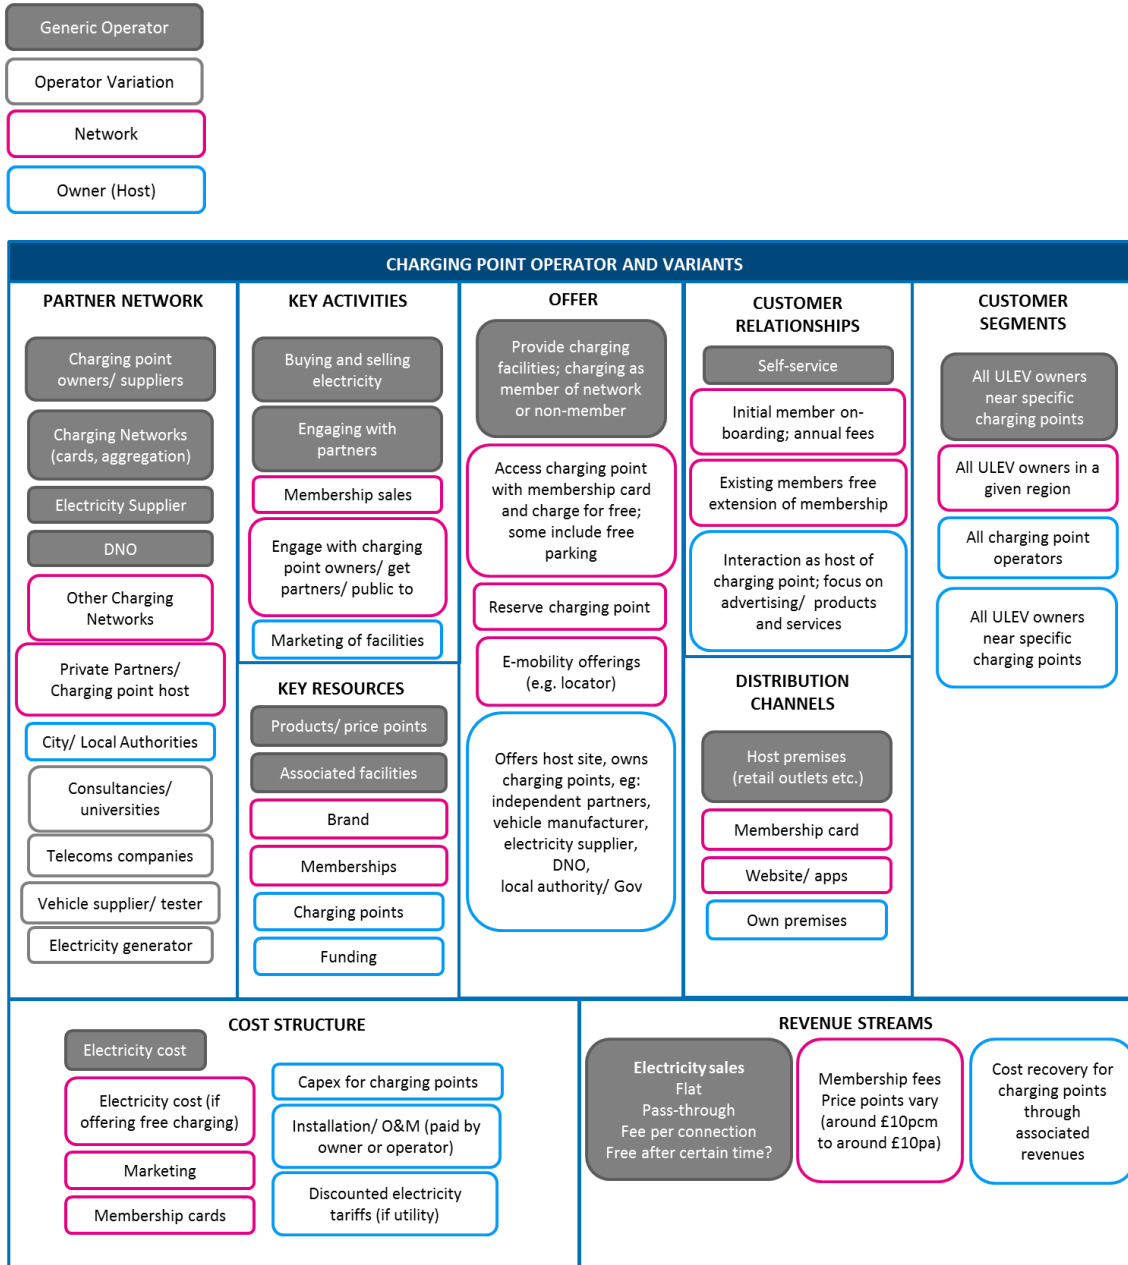 Generic Operator
Operator Variation
Network
Owner (Host)
CHARGING POINT OPERATOR AND VARIANTS
PARTNER NETWORK
Charging point
owners/ suppliers
Charging Networks
(cards, aggregation)
Electricity Supplier
DNO
Other Charging
Networks
Private Partners/
Charging point host
City/ Local Authorities
Consultancies/
universities
Telecoms companies
Vehicle supplier/ tester
Electricity generator
KEY ACTIVITIES
Buying and selling
electricity
Engaging with
partners
Membership sales
Engage with charging
point owners/ get
partners/ public to
Marketing of facilities
KEY RESOURCES
Products/ price points
Associated facilities
Brand
Memberships
Charging points
Funding
OFFER
Provide charging
facilities; charging as
member of network
or non-member
Access charging point
with membership card
and charge for free;
some include free
parking
Reserve charging point
E-mobility offerings
(e.g. locator)
Offers host site, owns
charging points, eg:
independent partners,
vehicle manufacturer,
electricity supplier,
DNO,
local authority/ Gov
CUSTOMER
RELATIONSHIPS
Self-service
Initial member on-
boarding; annual fees
Existing members free
extension of membership
Interaction as host of
charging point; focus on
advertising/ products
and services
DISTRIBUTION
CHANNELS
Host premises
(retail outlets etc.)
Membership card
Website/ apps
Own premises
CUSTOMER
SEGMENTS
All ULEV owners
near specific
charging points
All ULEV owners in a
given region
All charging point
operators
All ULEV owners
near specific
charging points
COST STRUCTURE
Electricity cost
Electricity cost (if
offering free charging)
Marketing
Membership cards
Capex for charging points
Installation/ O&M (paid by
owner or operator)
Discounted electricity
tariffs (if utility)
REVENUE STREAMS
Electricity sales
Flat
Pass-through
Fee per connection
Free after certain time?
Membership fees
Price points vary
(around £10pcm
to around £10pa)
Cost recovery for
charging points
through
associated
revenues